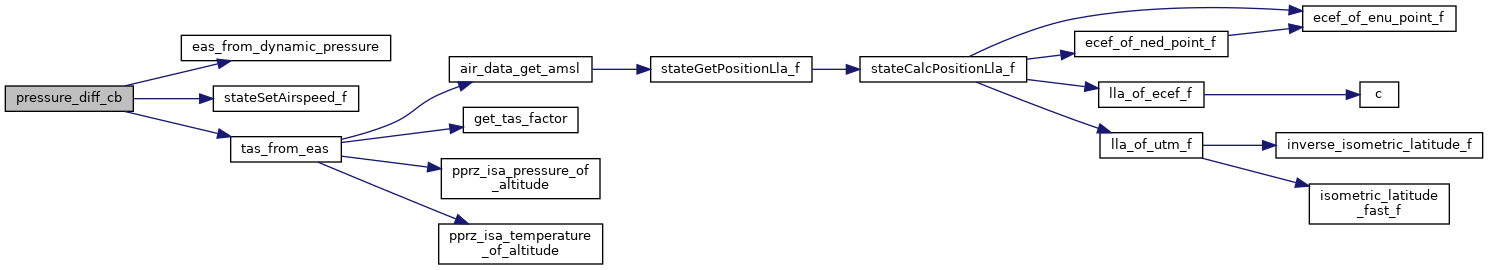 pressure_diff_cb
eas_from_dynamic_pressure
stateSetAirspeed_f
tas_from_eas
air_data_get_amsl
get_tas_factor
pprz_isa_pressure_of
_altitude
pprz_isa_temperature
_of_altitude
stateGetPositionLla_f
stateCalcPositionLla_f
ecef_of_enu_point_f
ecef_of_ned_point_f
lla_of_ecef_f
c
lla_of_utm_f
inverse_isometric_latitude_f
isometric_latitude
_fast_f